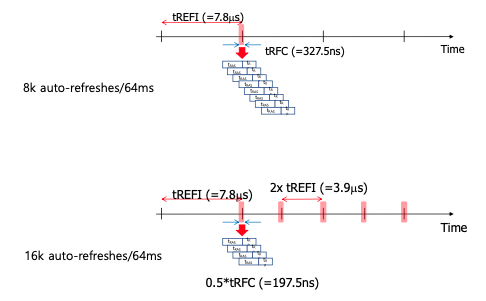 tREFI (=7.8μs)
tRFC (=327.5ns)
Time
8k auto-refreshes/64ms
tREFI (=7.8μs)
2x tREFI (=3.9μs)
Time
16k auto-refreshes/64ms
0.5*tRFC (=197.5ns)